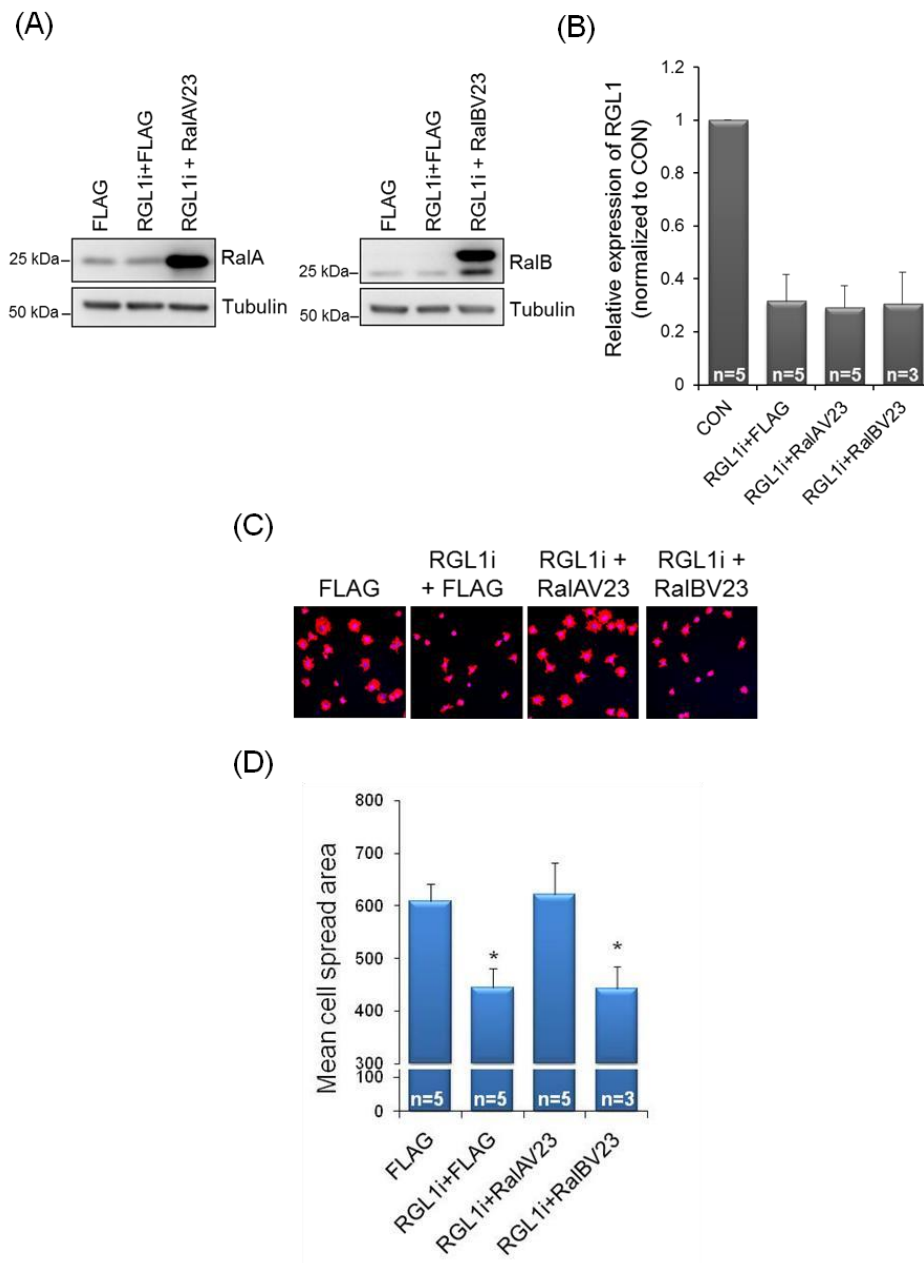 (A)
FLAG
RGL1i+FLAG
RGL1i + RalAV23
25 kDa
RalA
50 kDa
Tubulin
FLAG
RGL1i+FLAG
RGL1i + RalBV23
25 kDa
RalB
50 kDa
Tubulin
(B)
Relative expression of RGL1
(normalized to CON)
1.2
1
0.8
0.6
0.4
0.2
0
n=5
n=5
n=5
n=3
CON
RGL1i+FLAG
RGL1i+RalAV23
RGL1i+RalBV23
(C)
FLAG
RGL1i
+ FLAG
RGL1i +
RalAV23
RGL1i +
RalBV23
(D)
Mean cell spread area
800
700
600
500
400
300
100
0
*
*
n=5
n=5
n=5
n=3
FLAG
RGL1i+FLAG
RGL1i+RalAV23
RGL1i+RalBV23